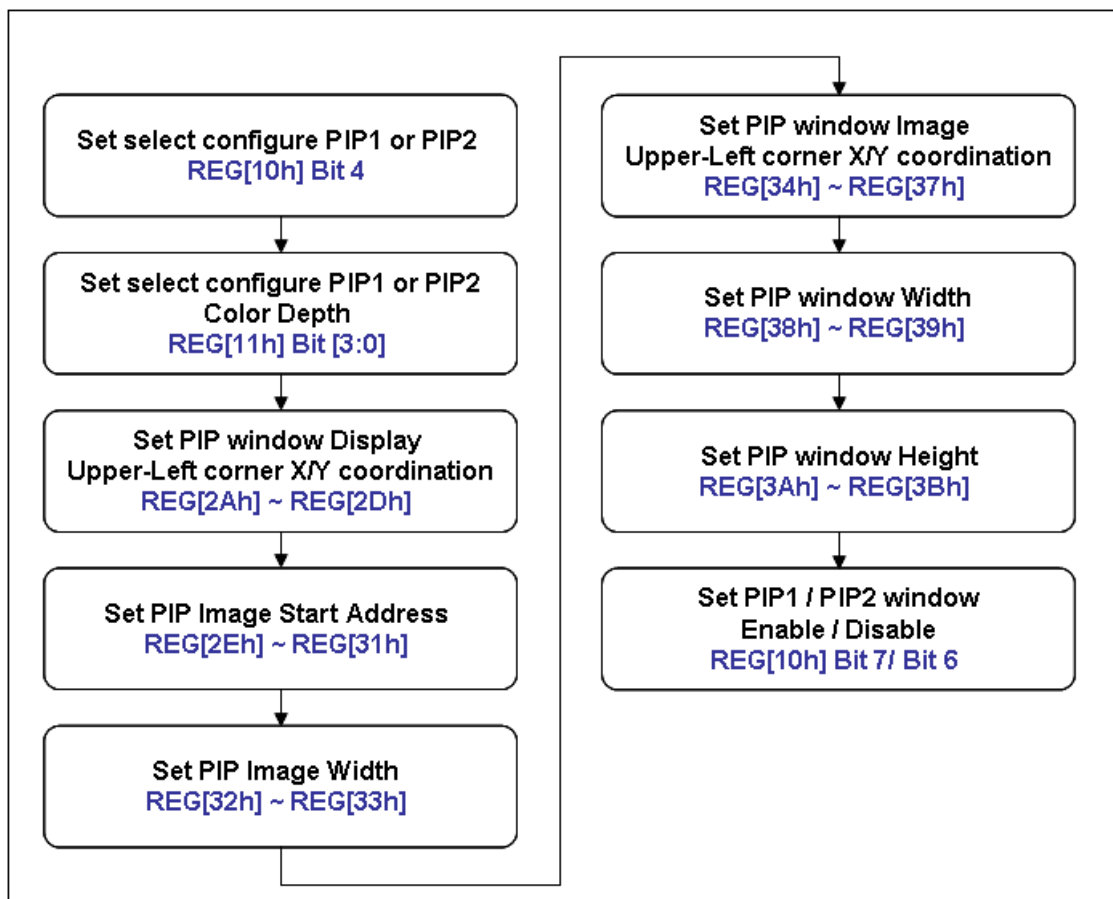 Set select configure PIP1 or PIP2
REG[10h] Bit 4
Set select configure PIP1 or PIP2
Color Depth
REG[11h] Bit [3:0]
Set PIP window Display
Upper-Left corner X/Y coordination
REG[2Ah] ~ REG[2Dh]
Set PIP Image Start Address
REG[2Eh] ~ REG[31h]
Set PIP Image Width
REG[32h] ~ REG[33h]
Set PIP window Image
Upper-Left corner X/Y coordination
REG[34h] ~ REG[37h]
Set PIP window Width
REG[38h] ~ REG[39h]
Set PIP window Height
REG[3Ah] ~ REG[3Bh]
Set PIP1 / PIP2 window
Enable / Disable
REG[10h] Bit 7/ Bit 6